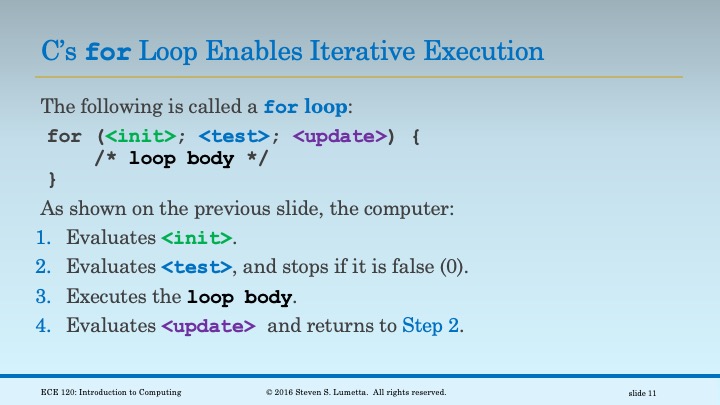 C’s for Loop Enables Iterative Execution
The following is called a for loop:
for (<init>; <test>; <update>) {
    /* loop body */
}
As shown on the previous slide, the computer:
1. Evaluates <init>.
2. Evaluates <test>, and stops if it is false (0).
3. Executes the loop body.
4. Evaluates <update> and returns to Step 2.
ECE 120: Introduction to Computing © 2016 Steven S. Lumetta. All rights reserved. slide 11